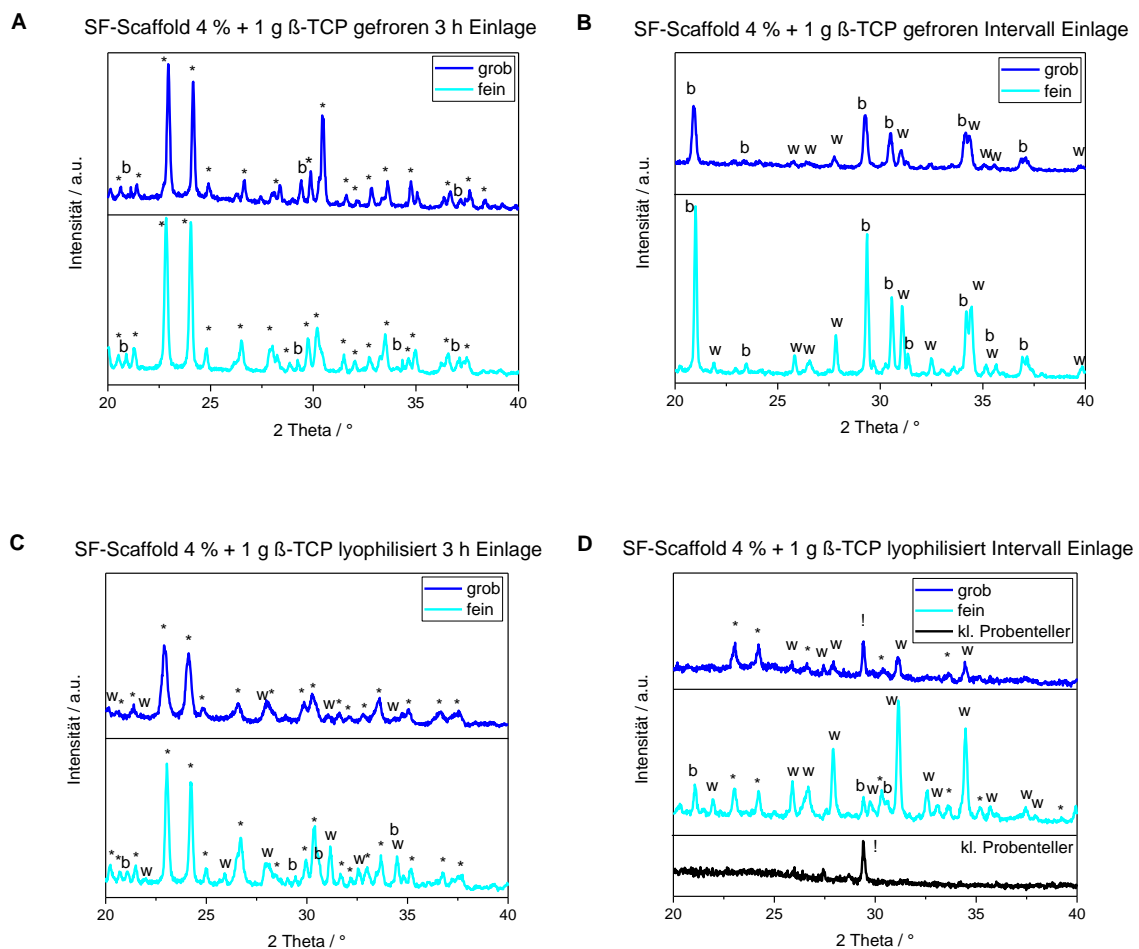 A
SF-Scaffold 4 % + 1 g ß-TCP gefroren 3 h Einlage
grob
fein
* * * * b * * * * * b * * * * * * * * b * *
* b * * * * * * * b * * * * * * b * * b *
Intensität / a.u.
20 25 30 35 40
2 Theta / °
B
SF-Scaffold 4 % + 1 g ß-TCP gefroren Intervall Einlage
grob
fein
b b w w w b b w b w w w b w
b w b w w w b b w b w b w b w w
Intensität / a.u.
20 25 30 35 40
2 Theta / °
C
SF-Scaffold 4 % + 1 g ß-TCP lyophilisiert 3 h Einlage
grob
fein
w * * w * * * * w * * * w * * * * w * * *
* * b * w * * * w * w * b * * b w * * w * * b w * * *
Intensität / a.u.
20 25 30 35 40
2 Theta / °
D
SF-Scaffold 4 % + 1 g ß-TCP lyophilisiert Intervall Einlage
grob
fein
kl. Probenteller
* * w * w w ! * w * w
b w * * w w w b w * b w w w * w * w w *
kl. Probenteller
!
Intensität / a.u.
20 25 30 35 40
2 Theta / °